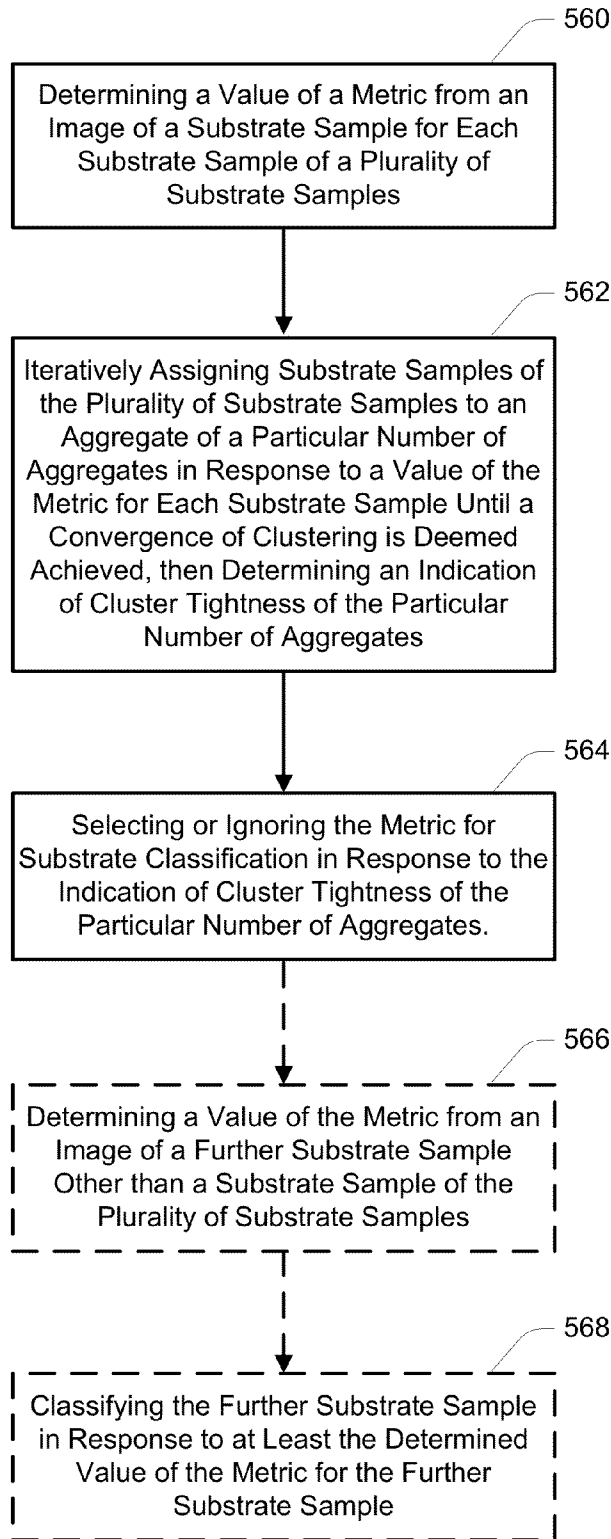 560
Determining a Value of a Metric from an
Image of a Substrate Sample for Each
Substrate Sample of a Plurality of
Substrate Samples
562
Iteratively Assigning Substrate Samples of
the Plurality of Substrate Samples to an
Aggregate of a Particular Number of
Aggregates in Response to a Value of the
Metric for Each Substrate Sample Until a
Convergence of Clustering is Deemed
Achieved, then Determining an Indication
of Cluster Tightness of the Particular
Number of Aggregates
564
Selecting or Ignoring the Metric for
Substrate Classification in Response to the
Indication of Cluster Tightness of the
Particular Number of Aggregates.
566
Determining a Value of the Metric from an
Image of a Further Substrate Sample
Other than a Substrate Sample of the
Plurality of Substrate Samples
568
Classifying the Further Substrate Sample
in Response to at Least the Determined
Value of the Metric for the Further
Substrate Sample